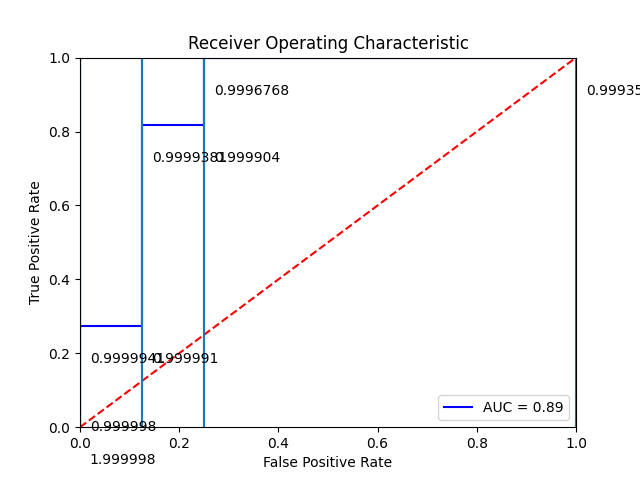 Receiver Operating Characteristic
1.0
0.9996768
0.99935
0.8
0.9999381
0.999904
0.6
True Positive Rate
0.4
0.9999941
0.999991
0.2
0.999998
0.0
AUC = 0.89
0.0 0.2 0.4 0.6 0.8 1.0
1.999998
False Positive Rate